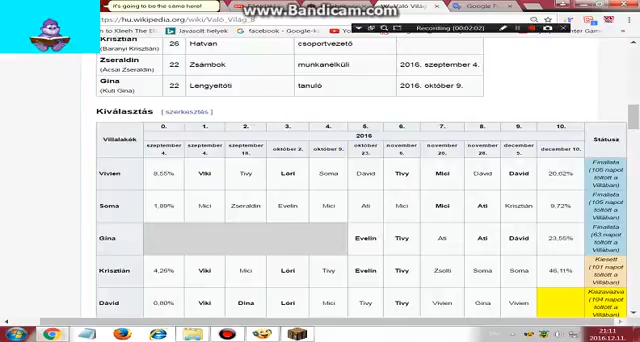 it's going to be the same here!
www.Bandicam.com
https://hu.wikipedia.org/wiki/Való_Világ_8
Recording [00:02:02]
Javasolt helyek
google - facebook
Krisztián
(Baranyi Krisztián)
26 Hatvan csoportvezető
Zseraldin
(Acsai Zseraldin)
22 Zsámbok munkanélküli 2016. szeptember 4.
Gina
(Kuti Gina)
22 Lengyeltóti tanuló 2016. október 9.
Kiválasztás [ szerkesztés ]
Villalakók 0. 1. 2. 3. 4. 5. 6. 7. 8. 9. 10. Státusz
2016
szeptember 4. szeptember 4. szeptember 18. október 2. október 9. október 23. november 6. november 20. november 28. december 5. december 10.
Vivien 8,55% Viki Tivy Lóri Soma Dávid Tivy Mici Dávid Krisztián 20,62% Finalista (105 napot töltött a Villában)
Soma 1,89% Mici Zseraldin Evelin Mici Ati Mici Mici Ati Dávid 9,72% Finalista (105 napot töltött a Villában)
Gina Evelin Tivy Ati Ati Dávid 23,55% Finalista (63 napot töltött a Villában)
Krisztián 4,26% Viki Mici Lóri Tivy Evelin Tivy Zsolti Soma Soma 46,11% Kiesett (101 napot töltött a Villában)
Dávid 0,80% Viki Dina Lóri Mici Tivy Tivy Vivien Gina Vivien Kiszavazva (104 napot töltött a Villában)
21:11
2016.12.11.